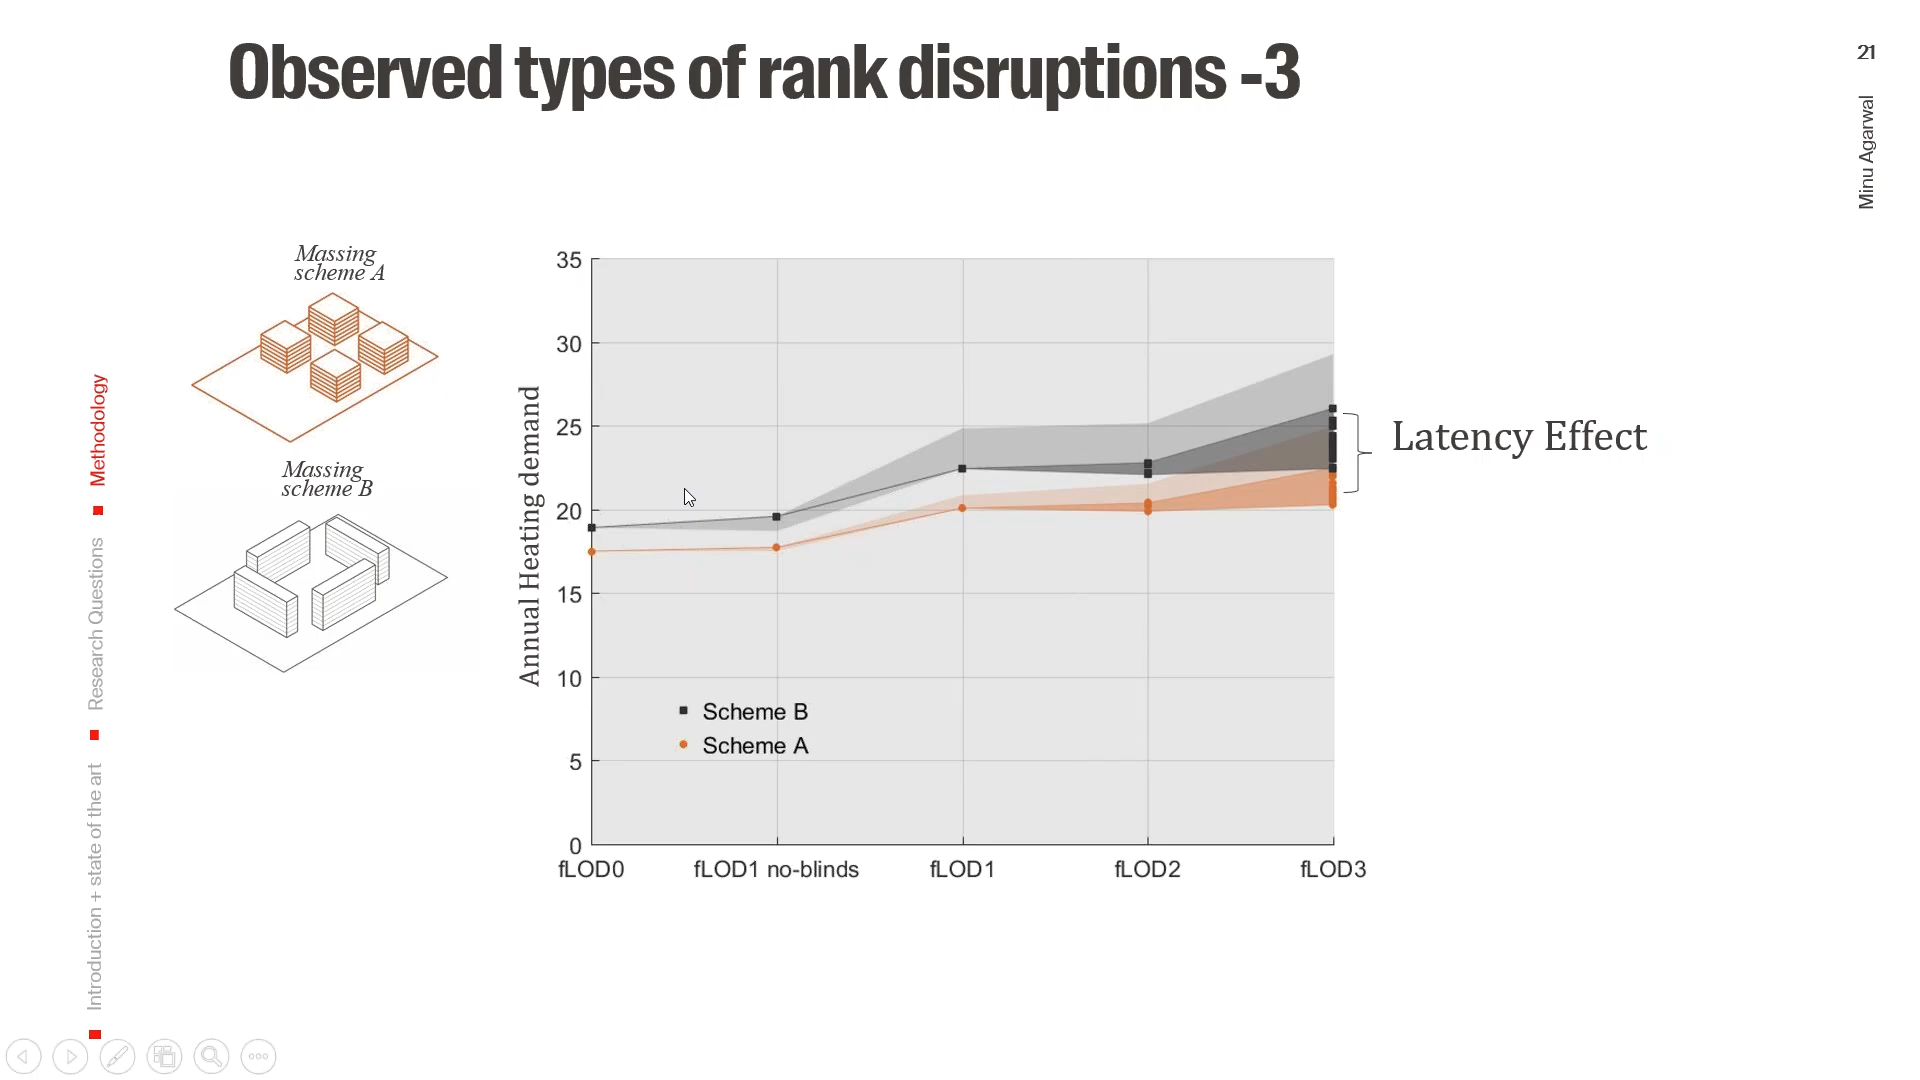 Observed types of rank disruptions -3
21
Minu Agarwal
Massing
scheme A
Massing
scheme B
Introduction + state of the art
Research Questions
Methodology
Annual Heating demand
35
30
25
20
15
10
5
0
Scheme B
Scheme A
fLOD0
fLOD1 no-blinds
fLOD1
fLOD2
fLOD3
Latency Effect